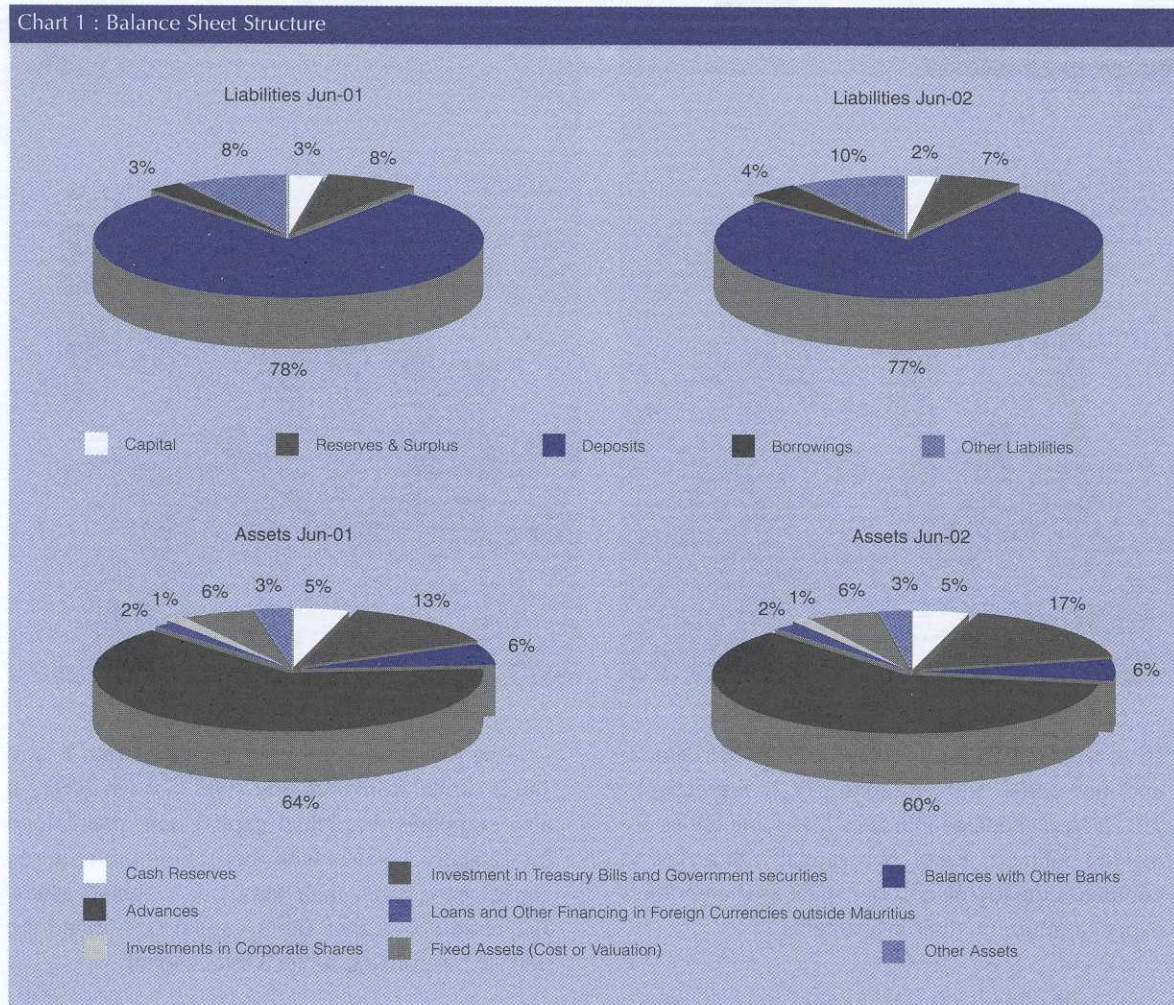 Chart 1 : Balance Sheet Structure
Liabilities Jun-01
3%
8%
3%
8%
78%
Liabilities Jun-02
4%
10%
2%
7%
77%
Capital
Reserves & Surplus
Deposits
Borrowings
Other Liabilities
Assets Jun-01
2%
1%
6%
3%
5%
13%
6%
64%
Assets Jun-02
2%
1%
6%
3%
5%
17%
6%
60%
Cash Reserves
Investment in Treasury Bills and Government securities
Balances with Other Banks
Advances
Loans and Other Financing in Foreign Currencies outside Mauritius
Investments in Corporate Shares
Fixed Assets (Cost or Valuation)
Other Assets